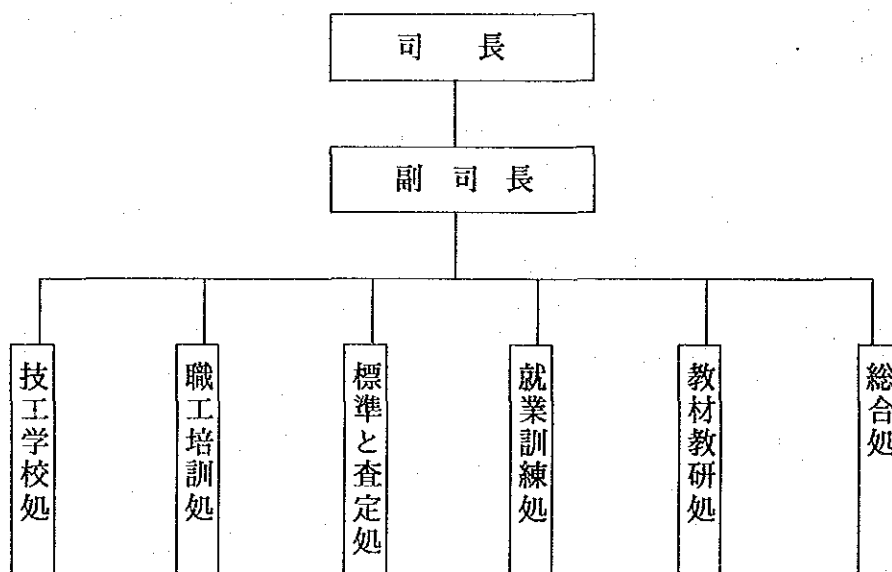 司長
副司長
技工学校処
職工培訓処
標準と査定処
就業訓練処
教材教研処
総合処